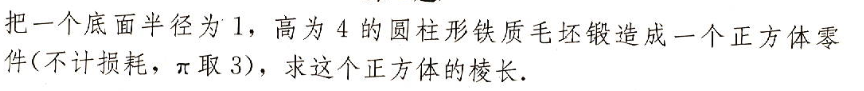 把一个底面半径为 1，高为 4 的圆柱形铁质毛坯锻造成一个正方体零
件(不计损耗，π 取 3)，求这个正方体的棱长．